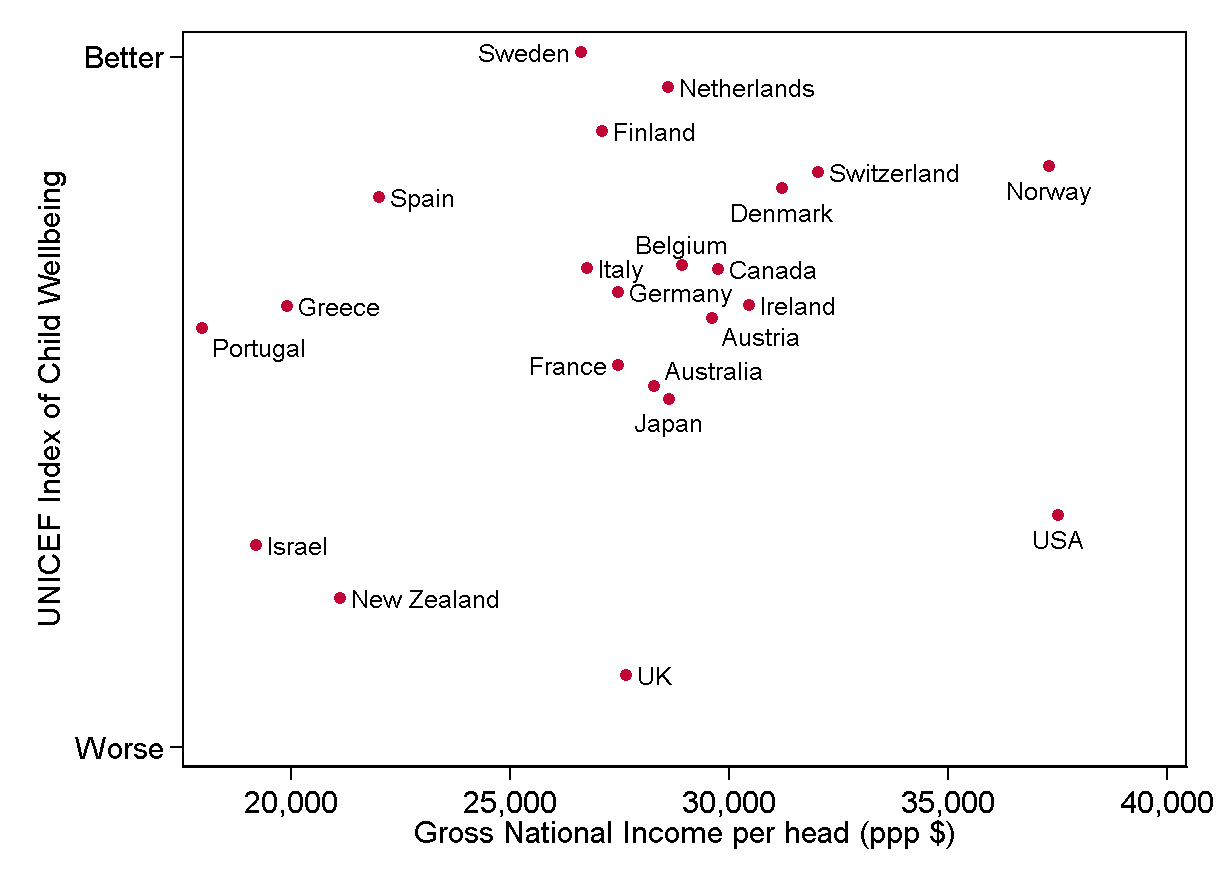 Better
Sweden
Netherlands
Finland
Switzerland
Norway
Spain
Denmark
Belgium
Italy
Canada
Germany
Greece
Ireland
Austria
Portugal
France
Australia
Japan
USA
Israel
New Zealand
UK
Worse
UNICEF Index of Child Wellbeing
20,000 25,000 30,000 35,000 40,000
Gross National Income per head (ppp $)